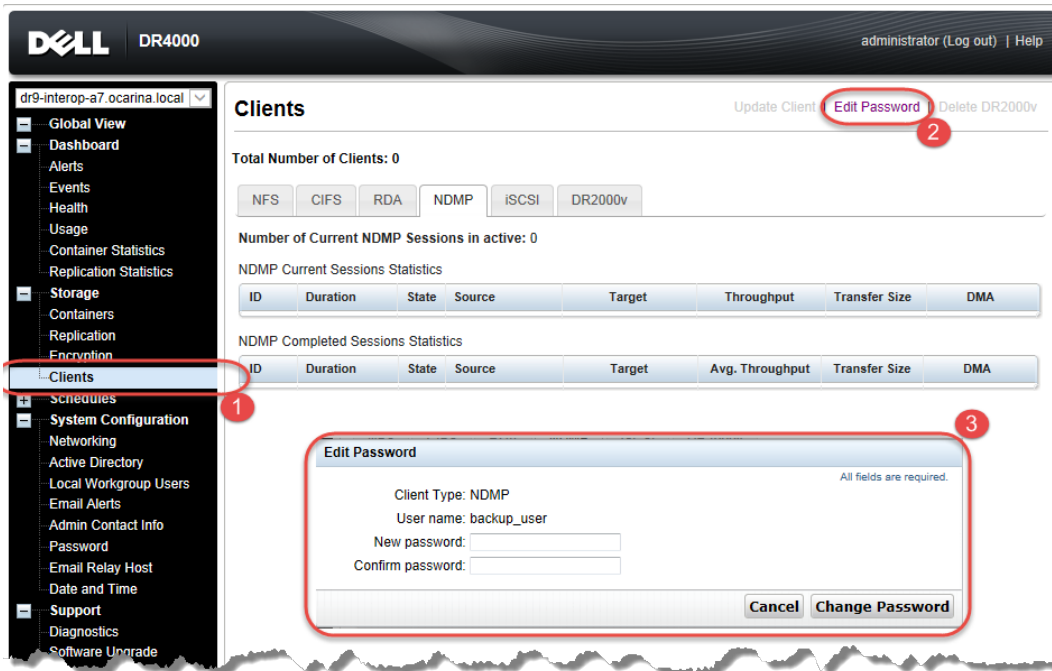 DELL DR4000
administrator (Log out) | Help
dr9-interop-a7.ocarina.local
Global View
Dashboard
Alerts
Events
Health
Usage
Container Statistics
Replication Statistics
Storage
Containers
Replication
Encryption
Clients
1
Schedules
System Configuration
Networking
Active Directory
Local Workgroup Users
Email Alerts
Admin Contact Info
Password
Email Relay Host
Date and Time
Support
Diagnostics
Software Upgrade
Clients
Update Client | Edit Password | Delete DR2000v
2
Total Number of Clients: 0
NFS CIFS RDA NDMP iSCSI DR2000v
Number of Current NDMP Sessions in active: 0
NDMP Current Sessions Statistics
ID Duration State Source Target Throughput Transfer Size DMA
NDMP Completed Sessions Statistics
ID Duration State Source Target Avg. Throughput Transfer Size DMA
3
Edit Password
All fields are required.
Client Type: NDMP
User name: backup_user
New password:
Confirm password:
Cancel Change Password